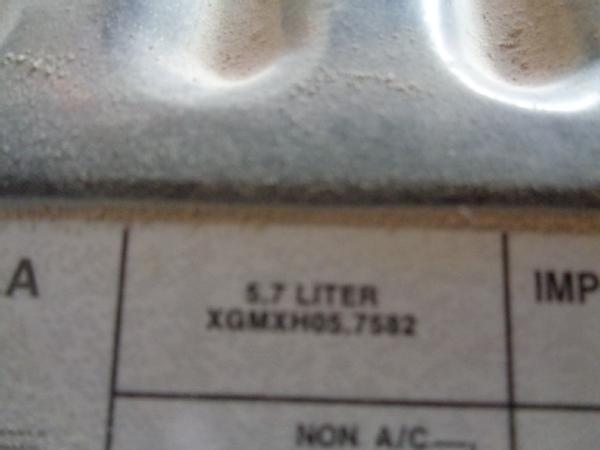 A
5.7 LITER
XGMXH05.7582
IMP
NON A/C